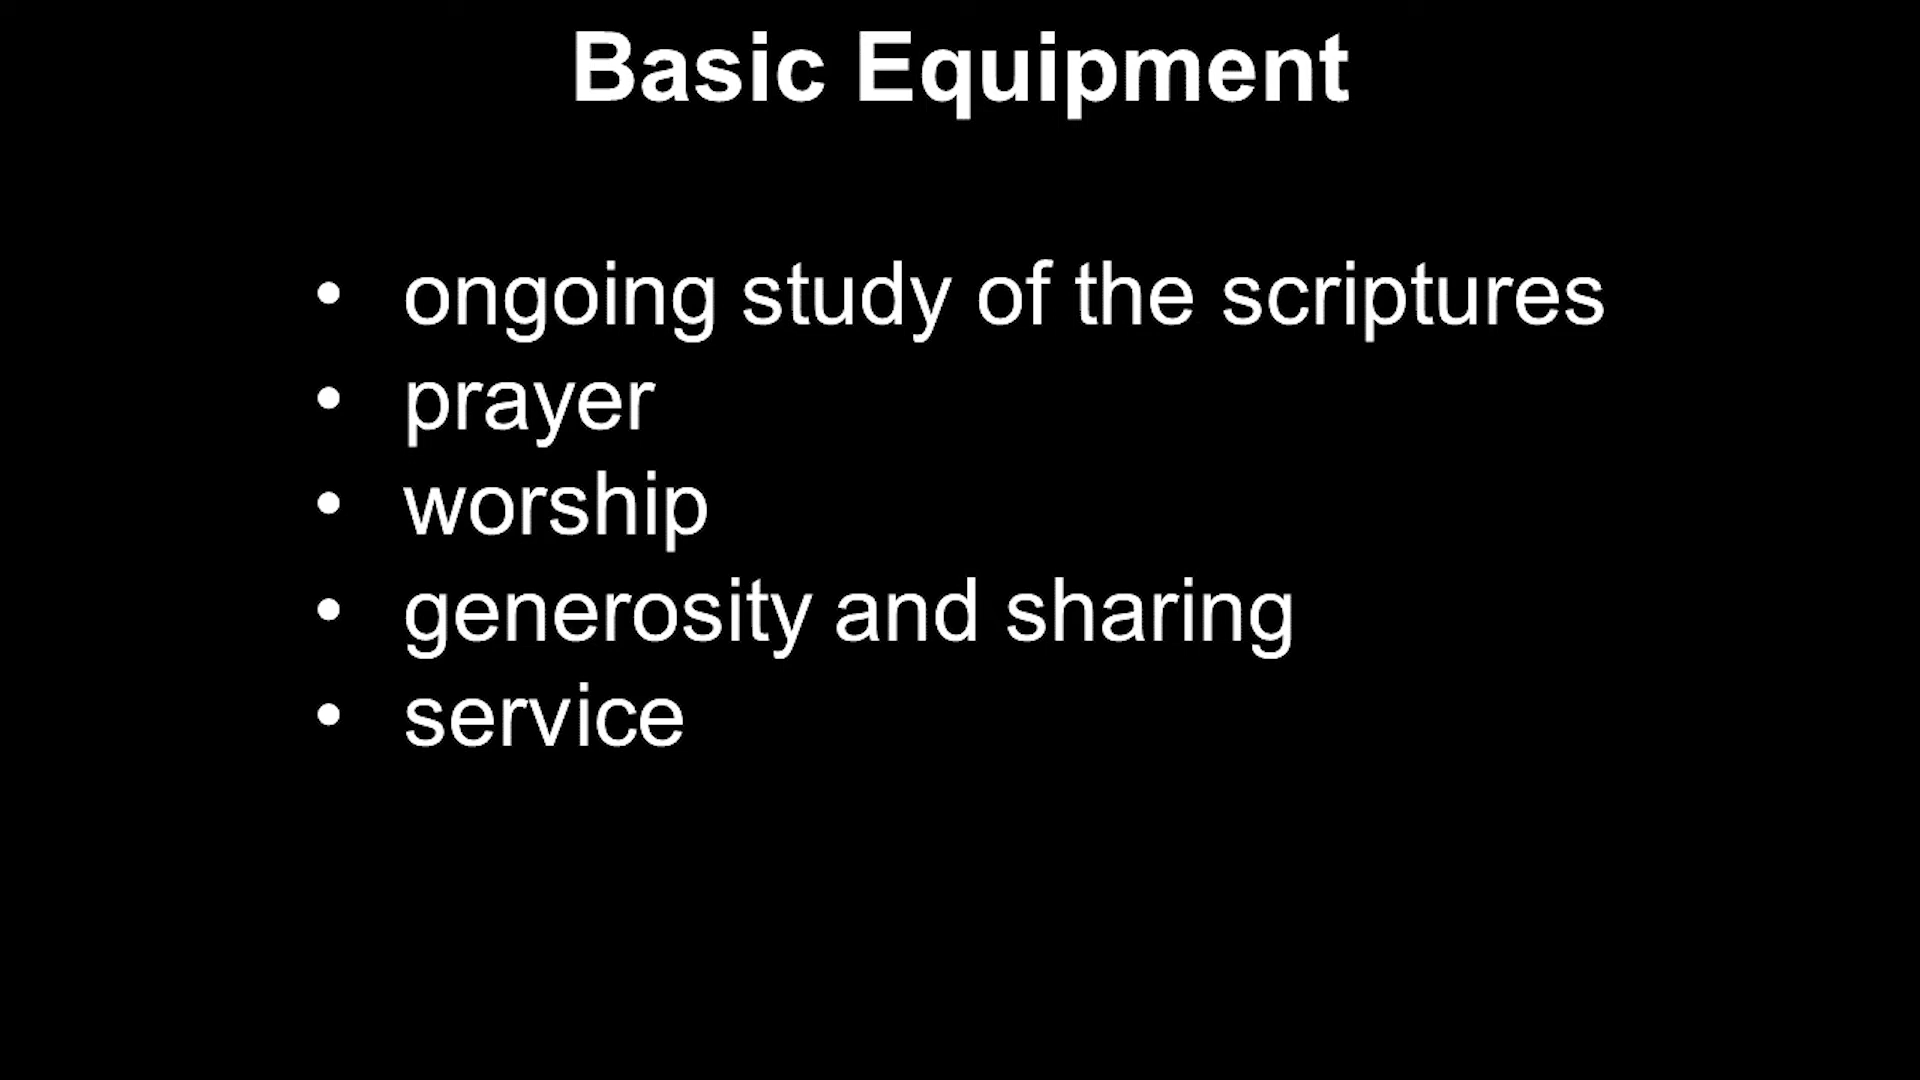 Basic Equipment
• ongoing study of the scriptures
• prayer
• worship
• generosity and sharing
• service